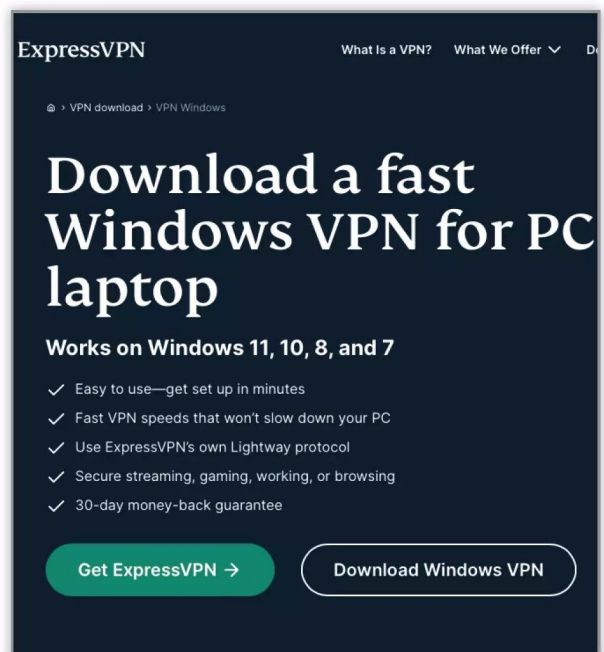 ExpressVPN
What Is a VPN? What We Offer
› VPN download › VPN Windows
Download a fast
Windows VPN for PC
laptop
Works on Windows 11, 10, 8, and 7
Easy to use—get set up in minutes
Fast VPN speeds that won’t slow down your PC
Use ExpressVPN’s own Lightway protocol
Secure streaming, gaming, working, or browsing
30-day money-back guarantee
Get ExpressVPN →
Download Windows VPN